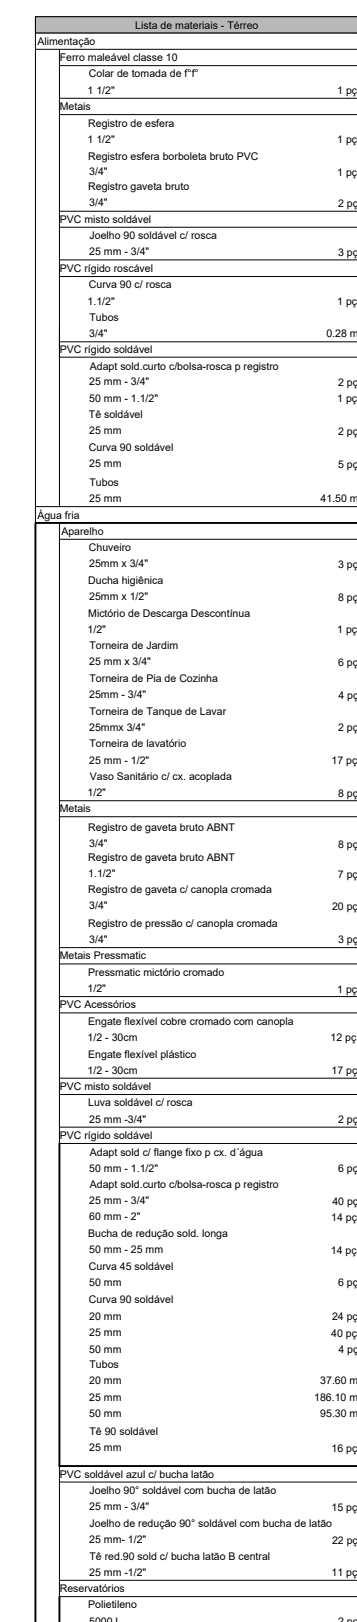 Lista de materiais - Térreo
Alimentação
Ferro maleável classe 10
Colar de tomada de f°f°
1 1/2" 1 pç
Metais
Registro de esfera
1 1/2" 1 pç
Registro esfera borboleta bruto PVC
3/4" 1 pç
Registro gaveta bruto
3/4" 2 pç
PVC misto soldável
Joelho 90 soldável c/ rosca
25 mm - 3/4" 3 pç
PVC rígido roscável
Curva 90 c/ rosca
1.1/2" 1 pç
Tubos
3/4" 0.28 m
PVC rígido soldável
Adapt sold.curto c/bolsa-rosca p registro
25 mm - 3/4" 2 pç
50 mm - 1.1/2" 1 pç
Tê soldável
25 mm 2 pç
Curva 90 soldável
25 mm 5 pç
Tubos
25 mm 41.50 m
Água fria
Aparelho
Chuveiro
25mm x 3/4" 3 pç
Ducha higiênica
25mm x 1/2" 8 pç
Mictório de Descarga Descontínua
1/2" 1 pç
Torneira de Jardim
25 mm x 3/4" 6 pç
Torneira de Pia de Cozinha
25mm - 3/4" 4 pç
Torneira de Tanque de Lavar
25mmx 3/4" 2 pç
Torneira de lavatório
25 mm - 1/2" 17 pç
Vaso Sanitário c/ cx. acoplada
1/2" 8 pç
Metais
Registro de gaveta bruto ABNT
3/4" 8 pç
Registro de gaveta bruto ABNT
1.1/2" 7 pç
Registro de gaveta c/ canopla cromada
3/4" 20 pç
Registro de pressão c/ canopla cromada
3/4" 3 pç
Metais Pressmatic
Pressmatic mictório cromado
1/2" 1 pç
PVC Acessórios
Engate flexível cobre cromado com canopla
1/2 - 30cm 12 pç
Engate flexível plástico
1/2 - 30cm 17 pç
PVC misto soldável
Luva soldável c/ rosca
25 mm -3/4" 2 pç
PVC rígido soldável
Adapt sold c/ flange fixo p cx. d´água
50 mm - 1.1/2" 6 pç
Adapt sold.curto c/bolsa-rosca p registro
25 mm - 3/4" 40 pç
60 mm - 2" 14 pç
Bucha de redução sold. longa
50 mm - 25 mm 14 pç
Curva 45 soldável
50 mm 6 pç
Curva 90 soldável
20 mm 24 pç
25 mm 40 pç
50 mm 4 pç
Tubos
20 mm 37.60 m
25 mm 186.10 m
50 mm 95.30 m
Tê 90 soldável
25 mm 16 pç
PVC soldável azul c/ bucha latão
Joelho 90° soldável com bucha de latão
25 mm - 3/4" 15 pç
Joelho de redução 90° soldável com bucha de latão
25 mm- 1/2" 22 pç
Tê red.90 sold c/ bucha latão B central
25 mm -1/2" 11 pç
Reservatórios
Polietileno
5000 L 2 pç